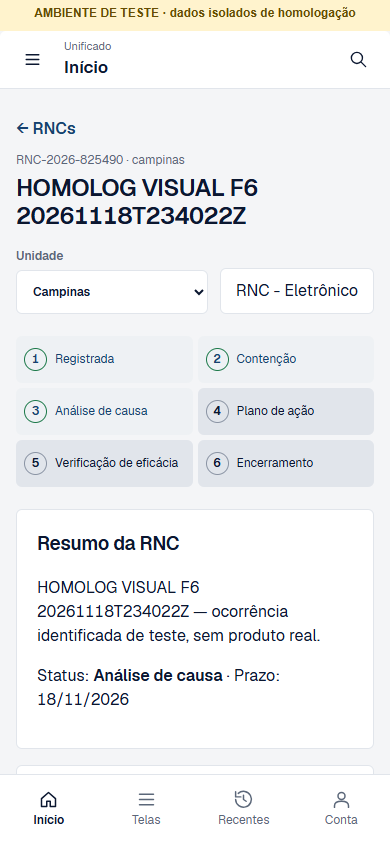 AMBIENTE DE TESTE · dados isolados de homologação
Unificado
Início
← RNCs
RNC-2026-825490 · campinas
HOMOLOG VISUAL F6
20261118T234022Z
Unidade
Campinas
RNC - Eletrônico
1 Registrada
2 Contenção
3 Análise de causa
4 Plano de ação
5 Verificação de eficácia
6 Encerramento
Resumo da RNC
HOMOLOG VISUAL F6
20261118T234022Z — ocorrência
identificada de teste, sem produto real.
Status: Análise de causa · Prazo:
18/11/2026
Início
Telas
Recentes
Conta